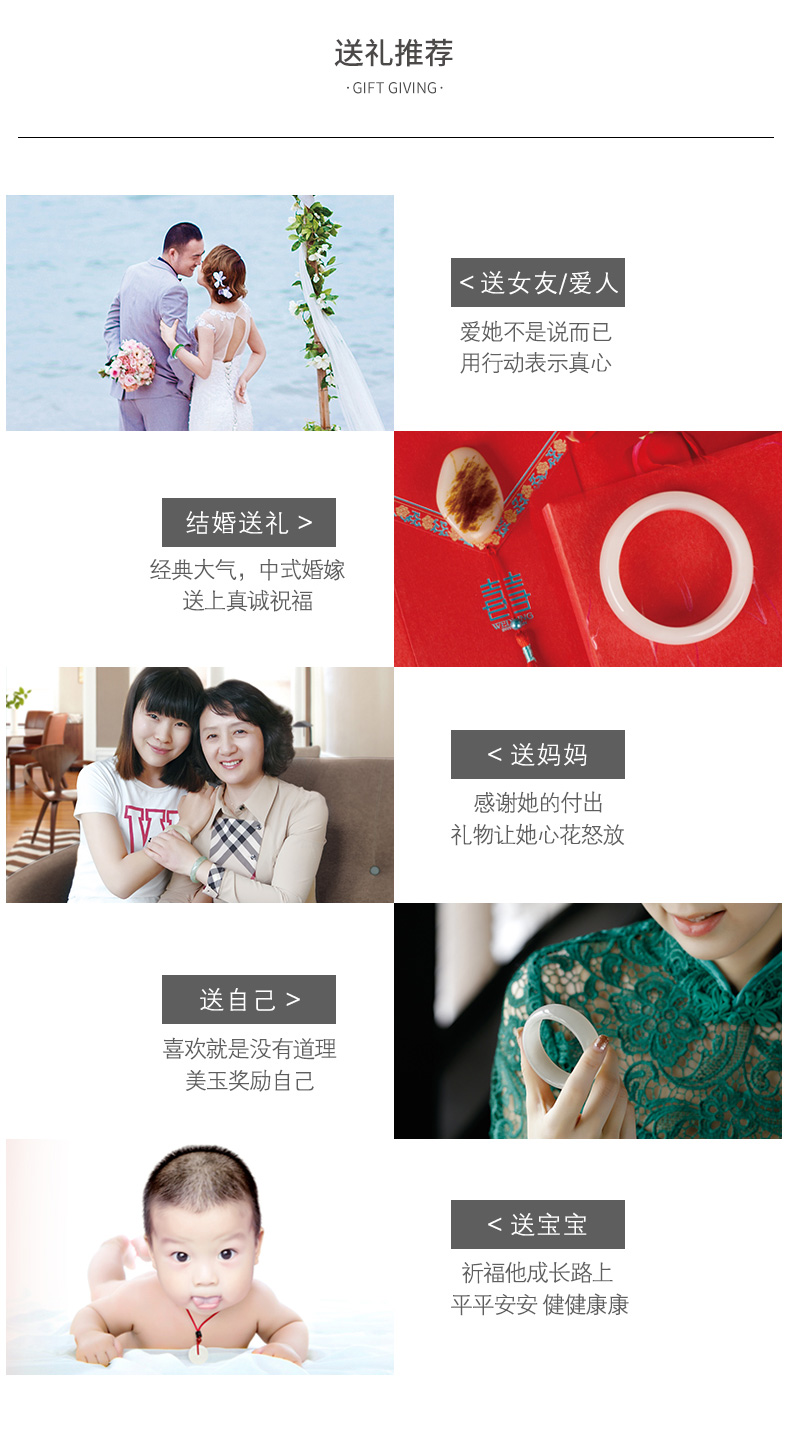 送礼推荐
·GIFT GIVING·
<送女友/爱人
爱她不是说而已
用行动表示真心
结婚送礼 >
经典大气，中式婚嫁
送上真诚祝福
囍
< 送妈妈
感谢她的付出
礼物让她心花怒放
送自己 >
喜欢就是没有道理
美玉奖励自己
< 送宝宝
祈福他成长路上
平平安安 健健康康